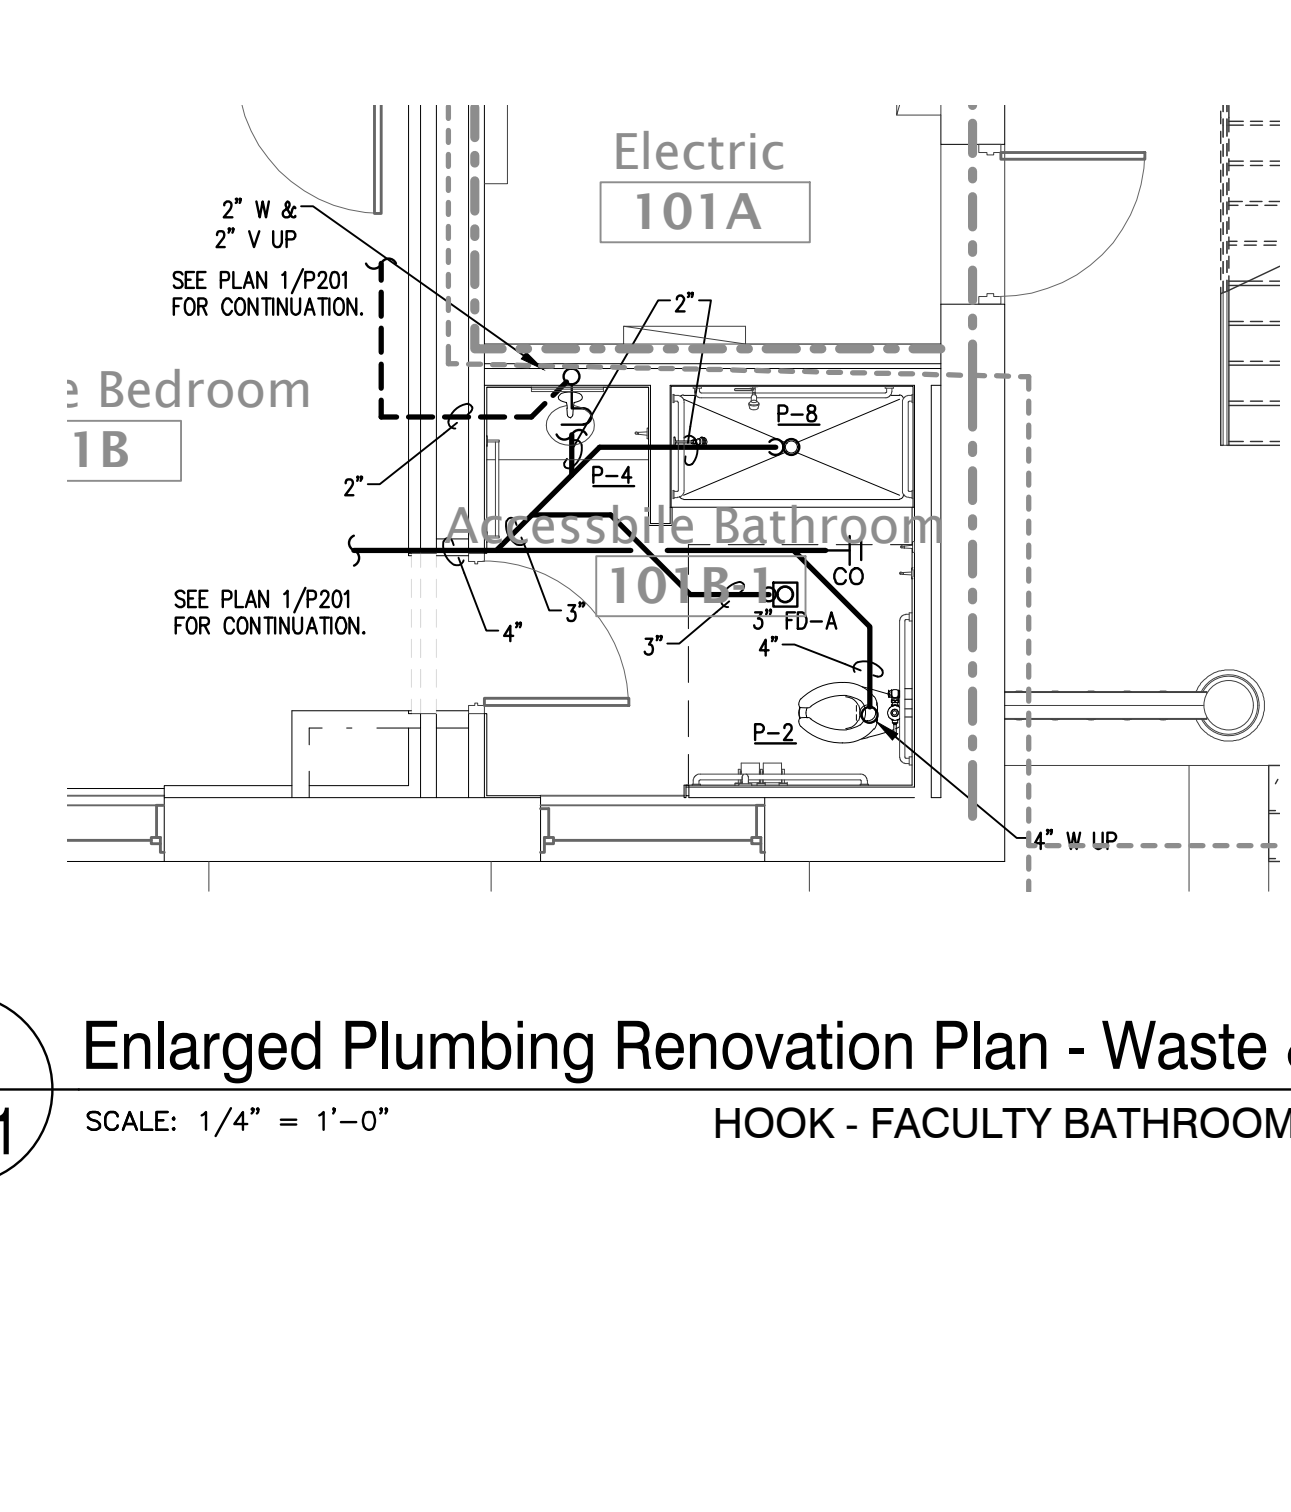 Electric
101A
2" W &
2" V UP
SEE PLAN 1/P201
FOR CONTINUATION.
2"
e Bedroom
1B
P-8
2"
P-4
Accessbile Bathroom
101B-1
CO
SEE PLAN 1/P201
FOR CONTINUATION.
4"
3"
3"
3" FD-A
4"
P-2
4" W UP
Enlarged Plumbing Renovation Plan - Waste &
1
SCALE: 1/4" = 1'-0"
HOOK - FACULTY BATHROOM